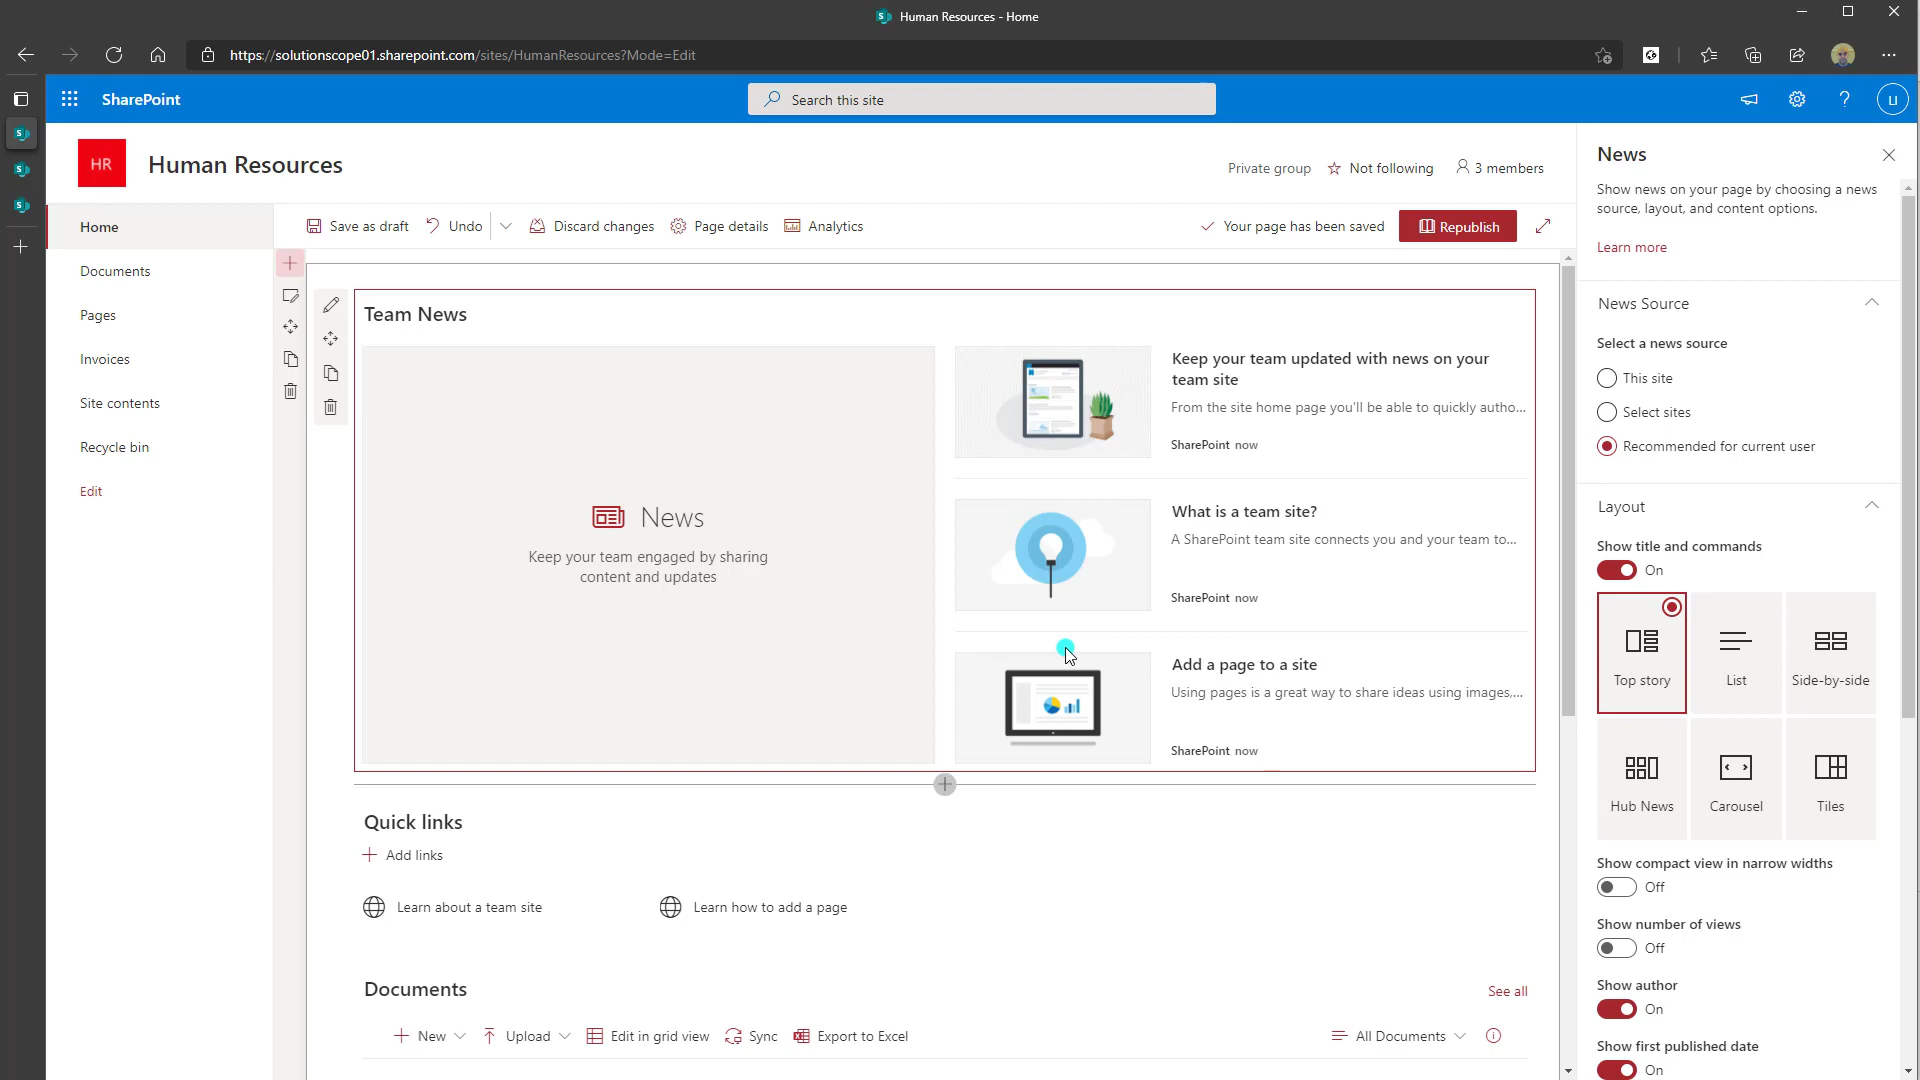 Human Resources - Home
https://solutionscope01.sharepoint.com/sites/HumanResources?Mode=Edit
SharePoint
Search this site
U
HR
Human Resources
Private group
Not following
3 members
Home
Documents
Pages
Invoices
Site contents
Recycle bin
Edit
Save as draft
Undo
Discard changes
Page details
Analytics
Your page has been saved
Republish
Team News
News
Keep your team engaged by sharing
content and updates
Keep your team updated with news on your
team site
From the site home page you'll be able to quickly autho...
SharePoint now
What is a team site?
A SharePoint team site connects you and your team to...
SharePoint now
Add a page to a site
Using pages is a great way to share ideas using images,...
SharePoint now
Quick links
Add links
Learn about a team site
Learn how to add a page
Documents
See all
New
Upload
Edit in grid view
Sync
Export to Excel
All Documents
News
Show news on your page by choosing a news
source, layout, and content options.
Learn more
News Source
Select a news source
This site
Select sites
Recommended for current user
Layout
Show title and commands
On
Top story
List
Side-by-side
Hub News
Carousel
Tiles
Show compact view in narrow widths
Off
Show number of views
Off
Show author
On
Show first published date
On